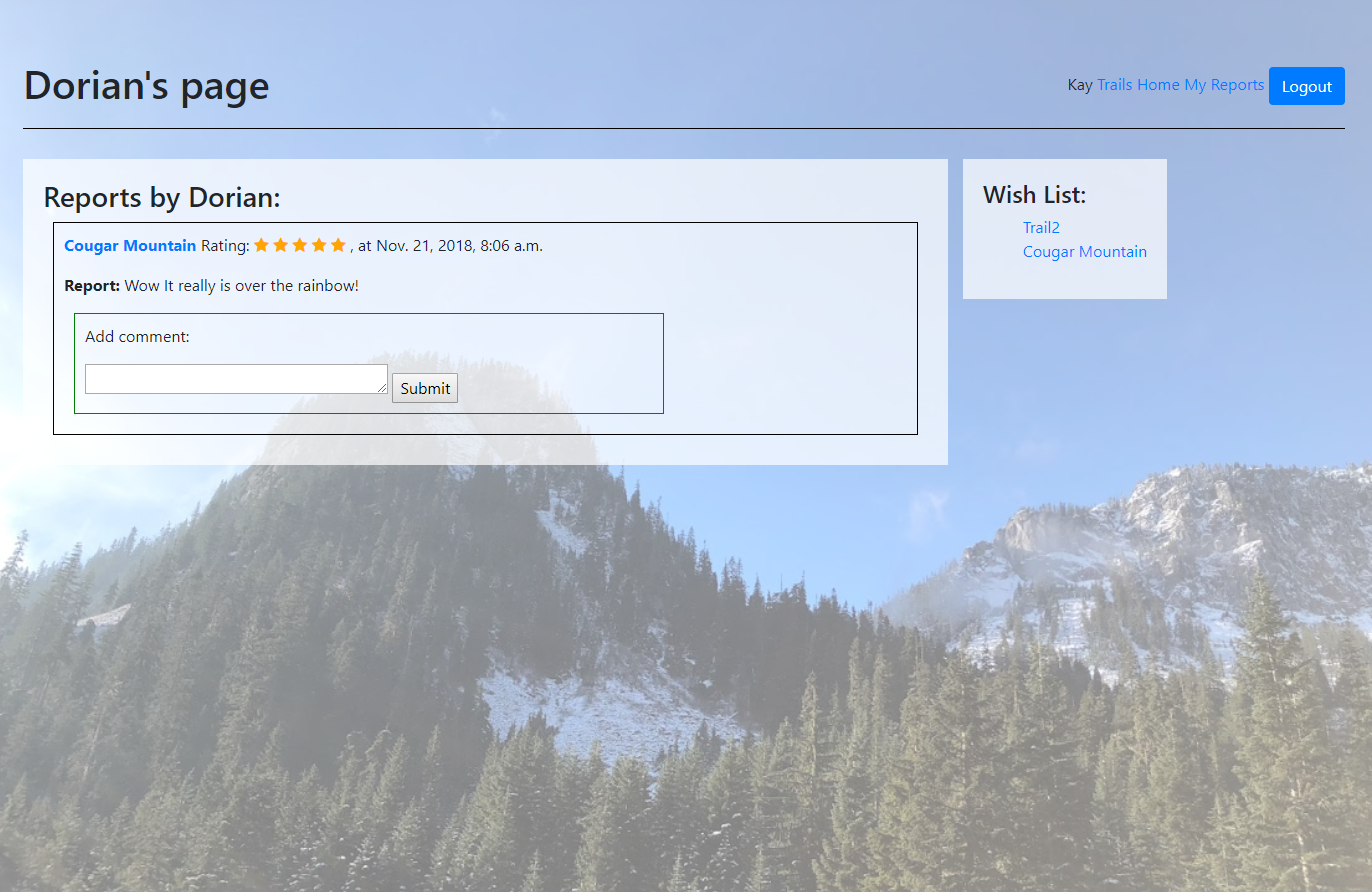 Dorian's page
Kay Trails Home My Reports Logout
Reports by Dorian:
Cougar Mountain Rating: , at Nov. 21, 2018, 8:06 a.m.
Report: Wow It really is over the rainbow!
Add comment:
Submit
Wish List:
Trail2
Cougar Mountain